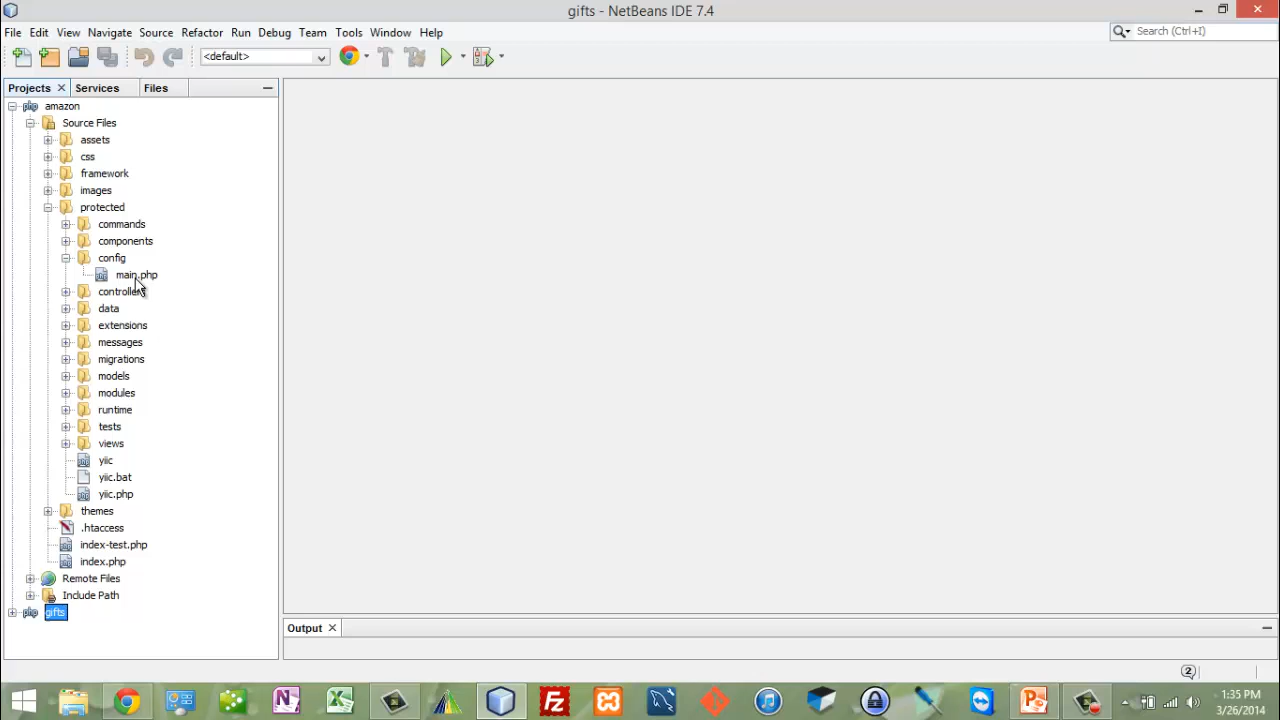 gifts - NetBeans IDE 7.4
File Edit View Navigate Source Refactor Run Debug Team Tools Window Help
Search (Ctrl+I)
<default>
Projects Services Files
amazon
Source Files
assets
css
framework
images
protected
commands
components
config
main.php
controllers
data
extensions
messages
migrations
models
modules
runtime
tests
views
yiic
yiic.bat
yiic.php
themes
.htaccess
index-test.php
index.php
Remote Files
Include Path
gifts
Output
2
1:35 PM
3/26/2014